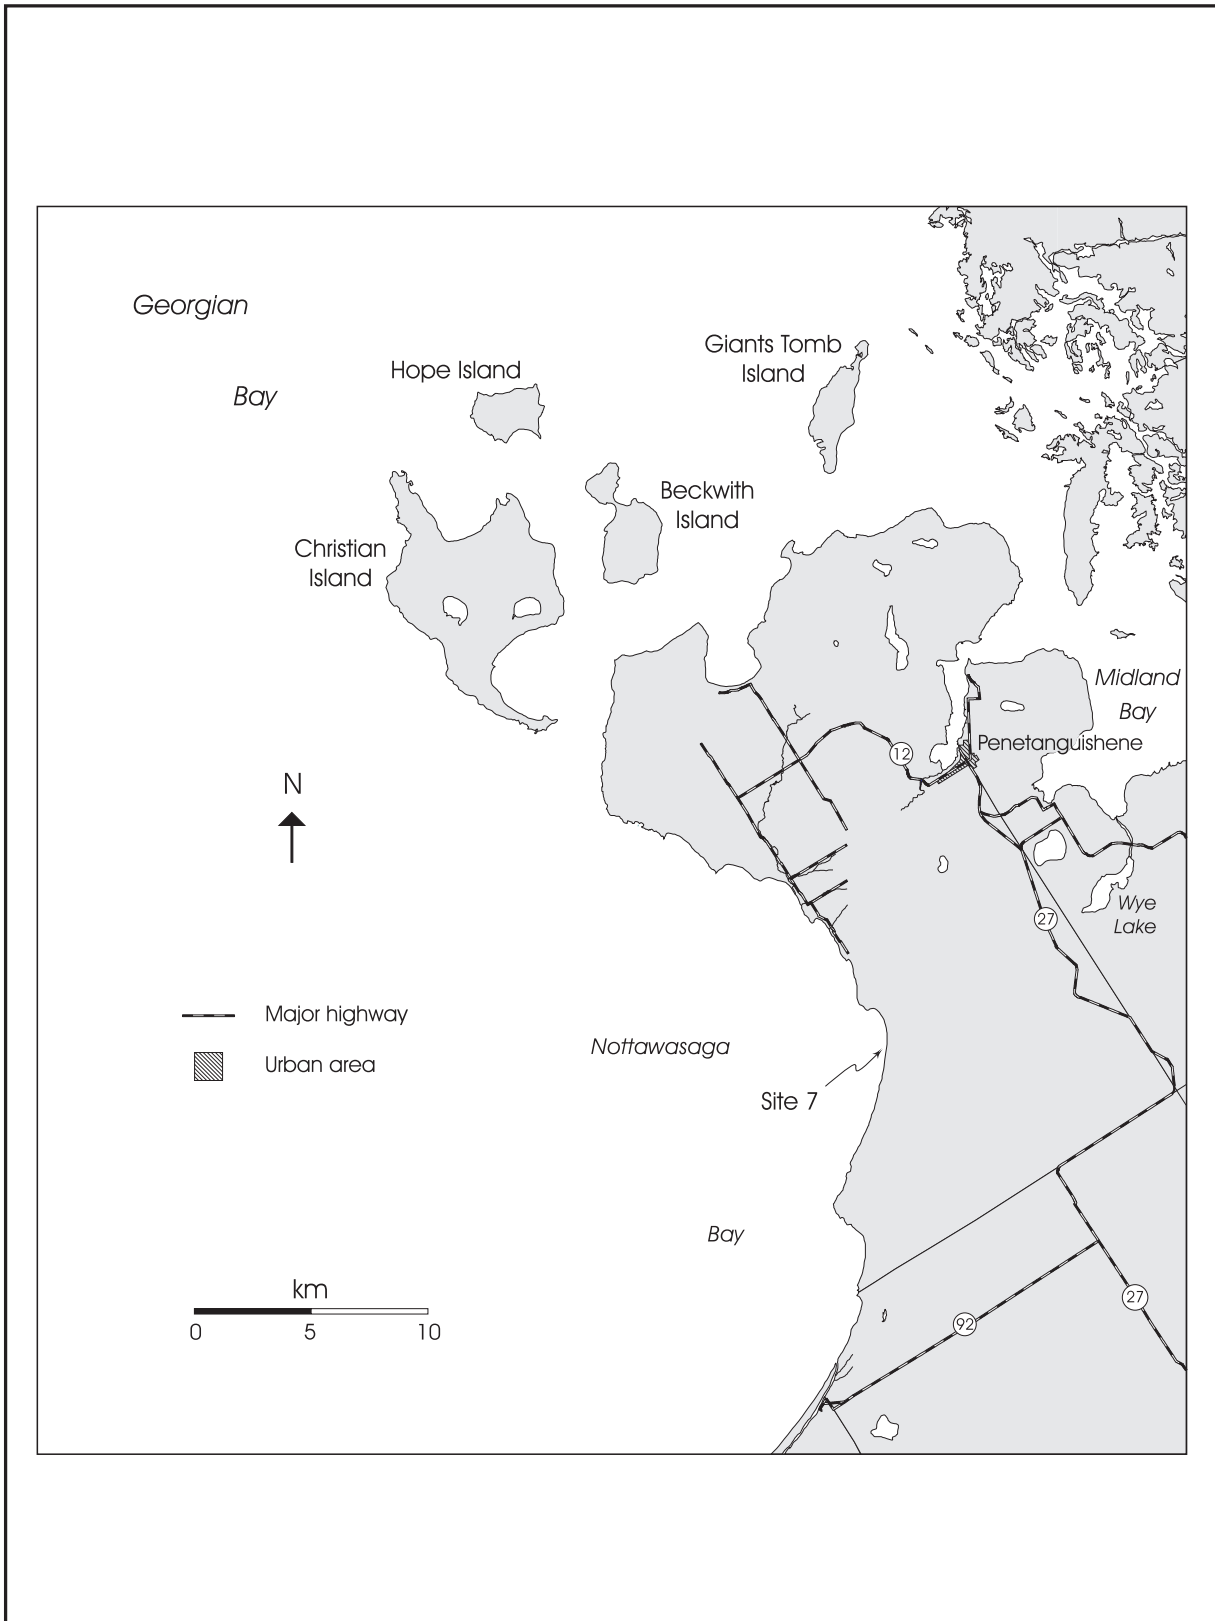 Georgian
Bay
Hope Island
Giants Tomb
Island
Beckwith
Island
Christian
Island
Midland
Bay
Penetanguishene
12
N
Wye
Lake
27
Major highway
Urban area
Nottawasaga
Site 7
Bay
km
0 5 10
27
92